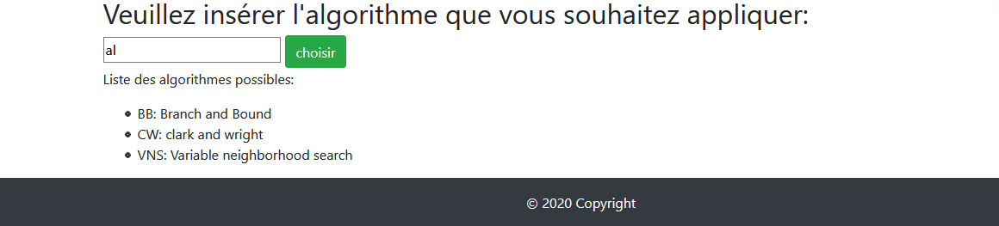 Veuillez insérer l'algorithme que vous souhaitez appliquer:
al choisir
Liste des algorithmes possibles:
BB: Branch and Bound
CW: clark and wright
VNS: Variable neighborhood search
© 2020 Copyright